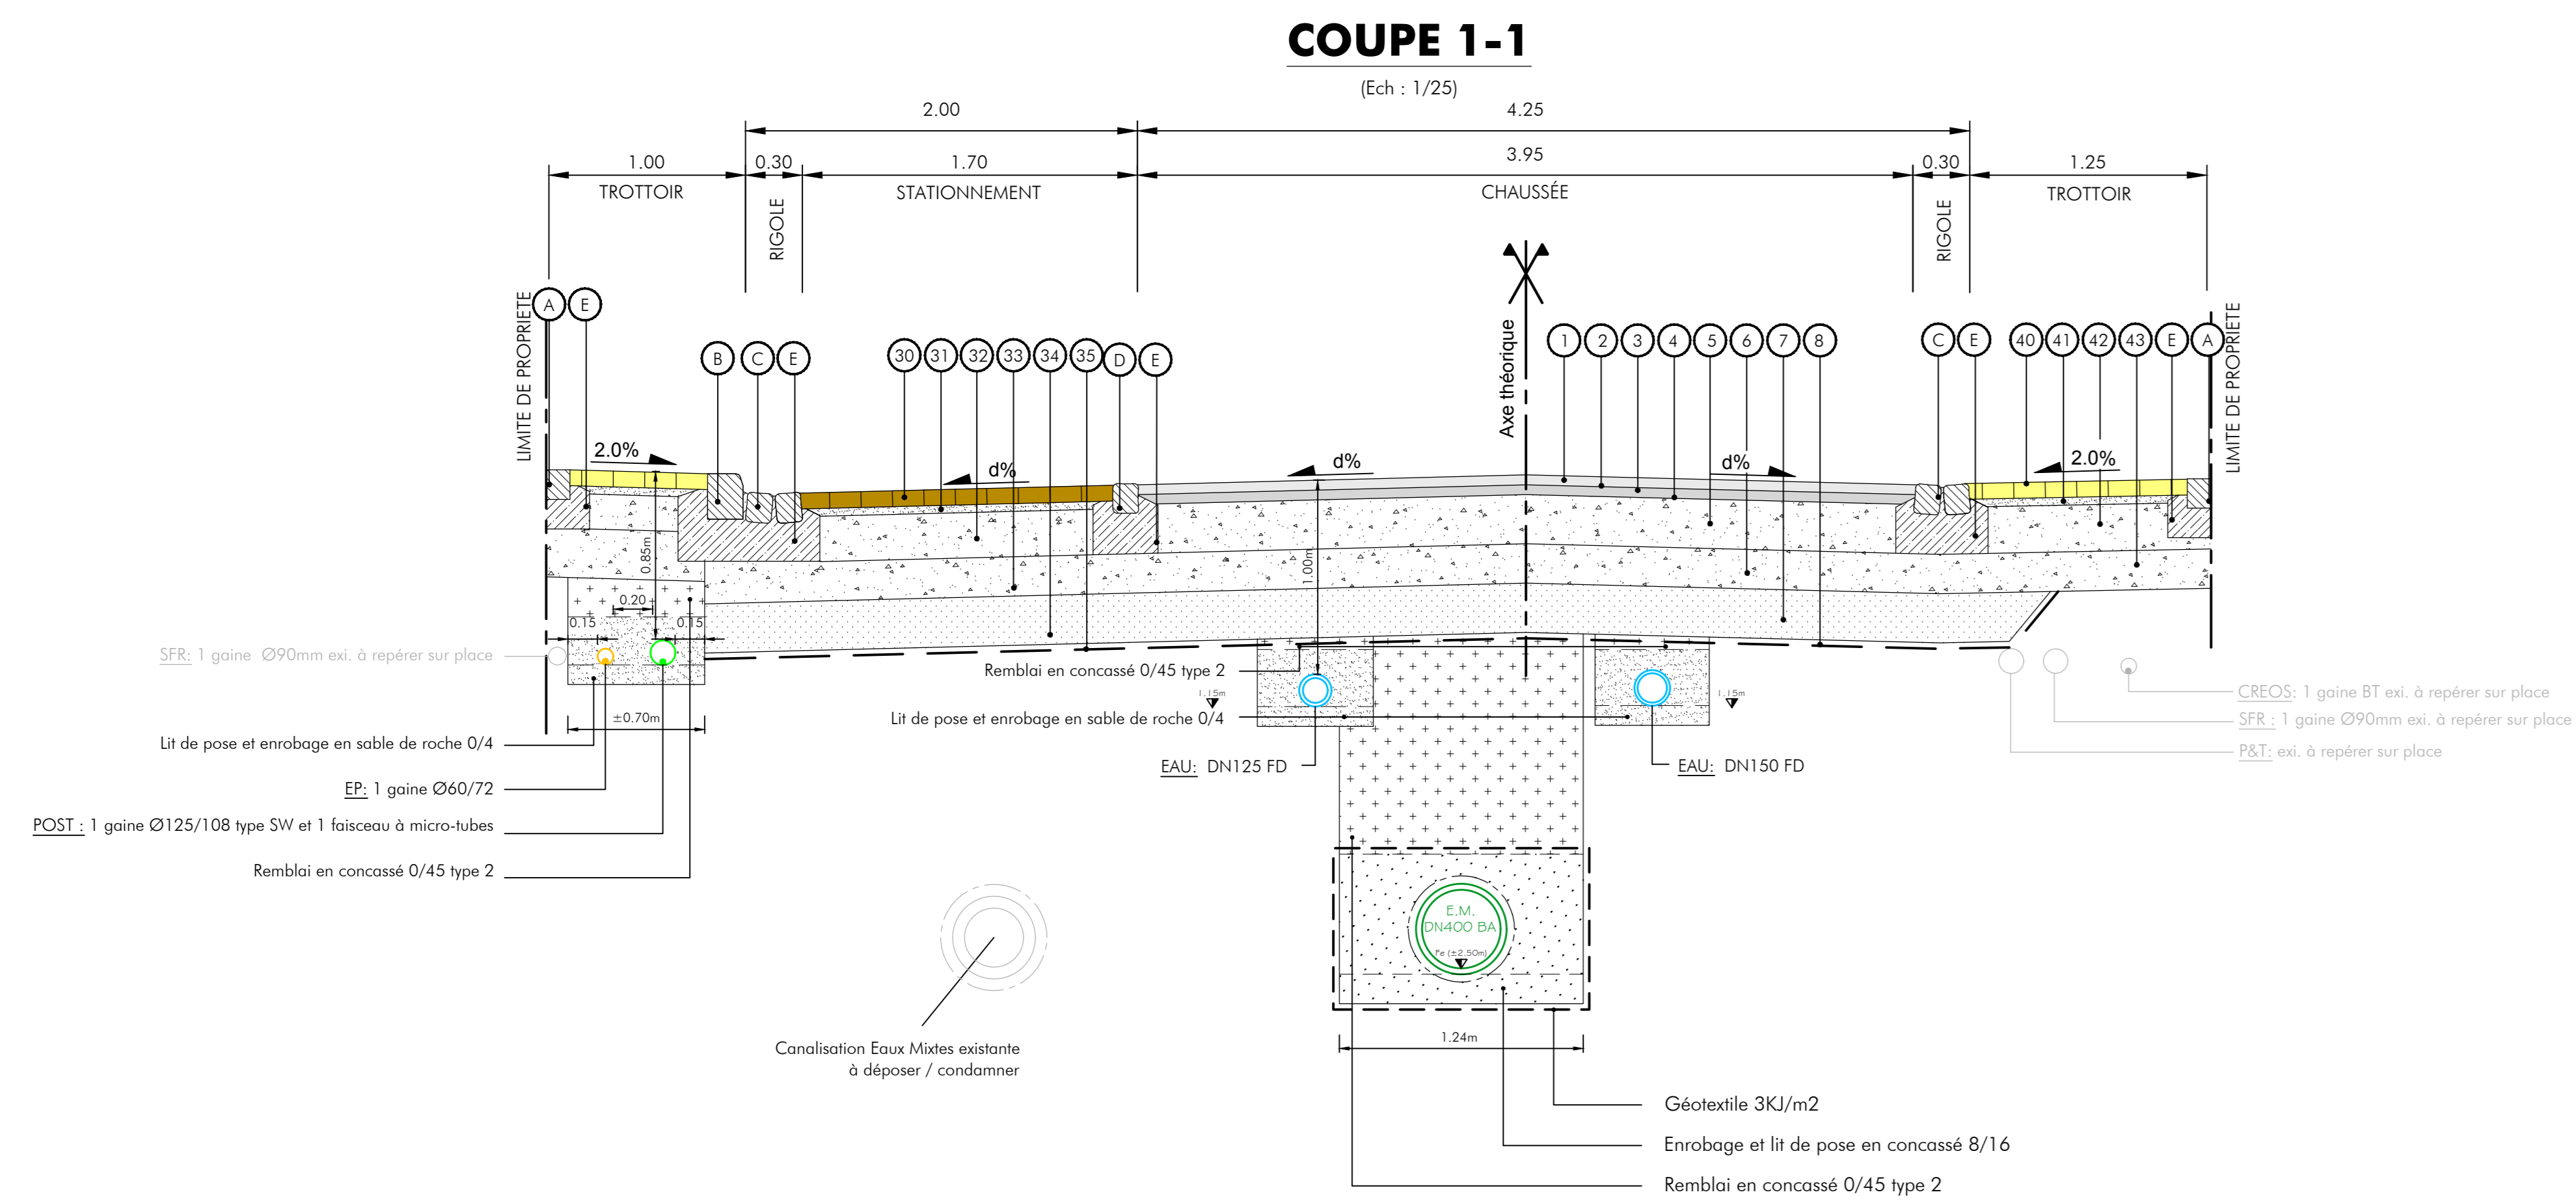 COUPE 1-1
(Ech : 1/25)
2.00
4.25
1.00
0.30
1.70
3.95
0.30
1.25
TROTTOIR
RIGOLE
STATIONNEMENT
CHAUSSÉE
RIGOLE
TROTTOIR
LIMITE DE PROPRIETE
A
E
B
C
E
30
31
32
33
34
35
D
E
Axe théorique
1
2
3
4
5
6
7
8
C
E
40
41
42
43
E
A
LIMITE DE PROPRIETE
2.0%
d%
d%
d%
2.0%
0.85m
1.00m
0.20
0.15
0.15
±0.70m
SFR: 1 gaine Ø90mm exi. à repérer sur place
Lit de pose et enrobage en sable de roche 0/4
EP: 1 gaine Ø60/72
POST : 1 gaine Ø125/108 type SW et 1 faisceau à micro-tubes
Remblai en concassé 0/45 type 2
Remblai en concassé 0/45 type 2
1.15m
1.15m
Lit de pose et enrobage en sable de roche 0/4
EAU: DN125 FD
EAU: DN150 FD
CREOS: 1 gaine BT exi. à repérer sur place
SFR : 1 gaine Ø90mm exi. à repérer sur place
P&T: exi. à repérer sur place
E.M.
DN400 BA
Fe (±2.50m)
Canalisation Eaux Mixtes existante
à déposer / condamner
1.24m
Géotextile 3KJ/m2
Enrobage et lit de pose en concassé 8/16
Remblai en concassé 0/45 type 2